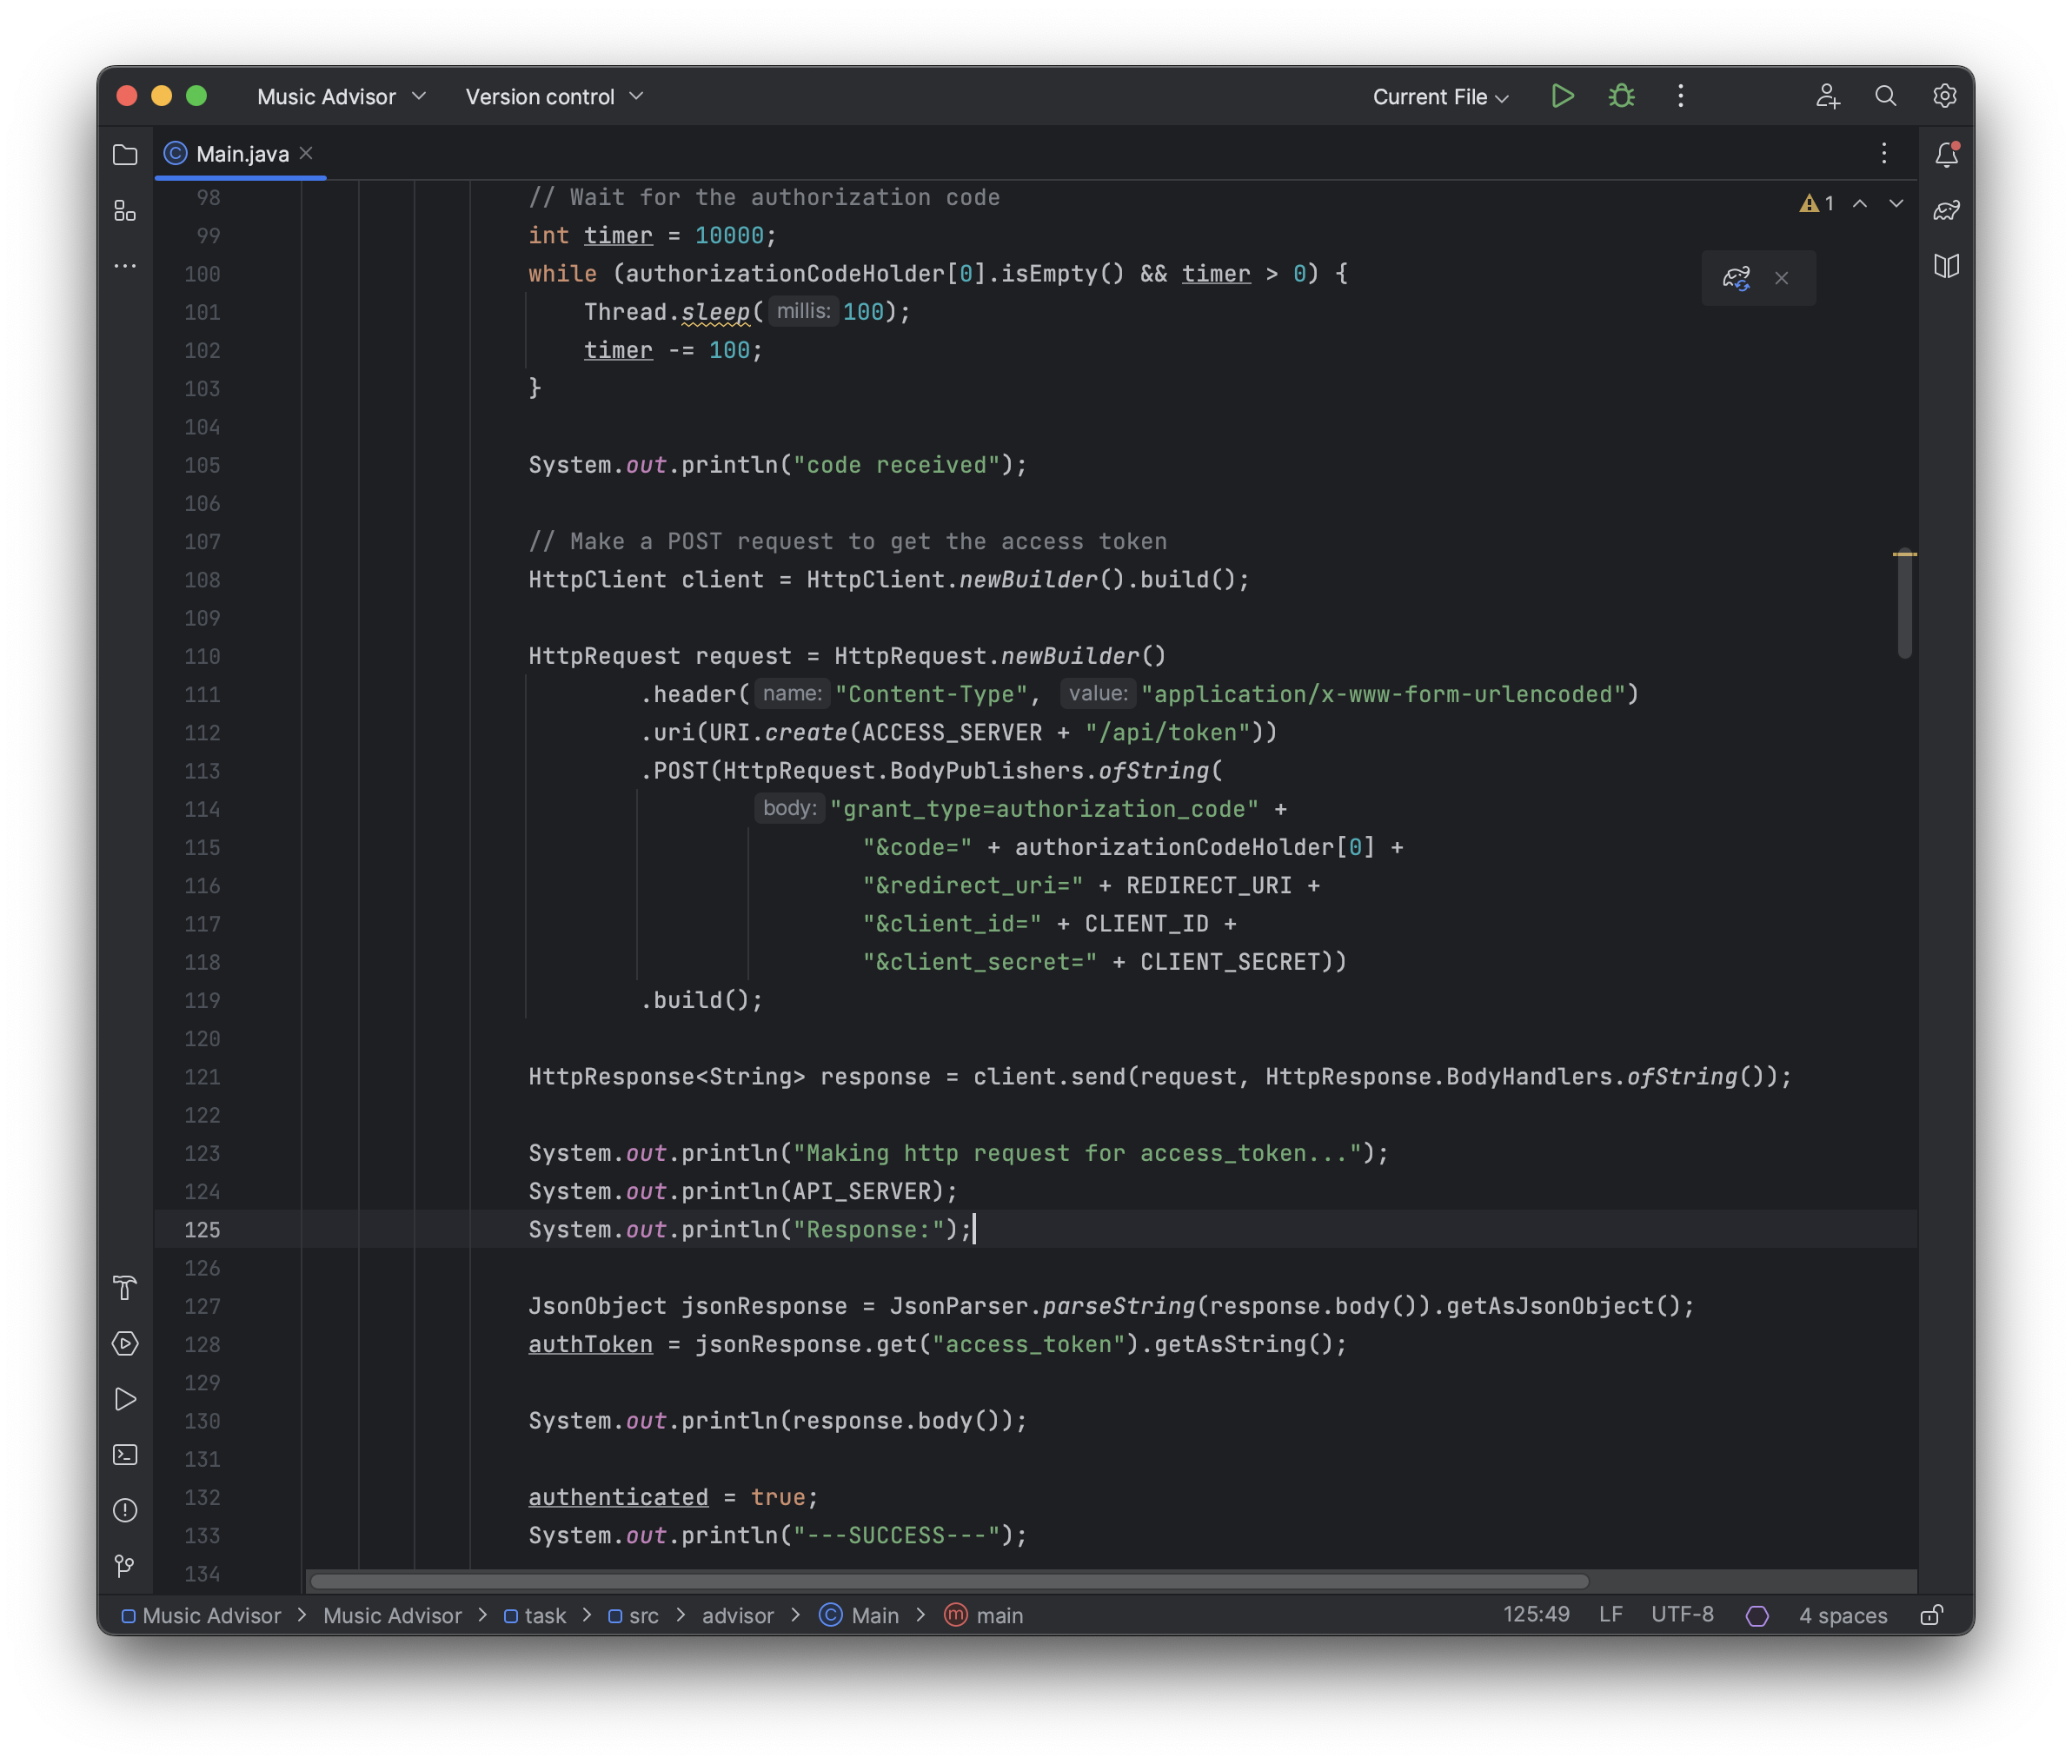 Music Advisor Version control Current File
Main.java
98 // Wait for the authorization code
1
99 int timer = 10000;
100 while (authorizationCodeHolder[0].isEmpty() && timer > 0) {
101 Thread.sleep( millis: 100);
102 timer -= 100;
103 }
104
105 System.out.println("code received");
106
107 // Make a POST request to get the access token
108 HttpClient client = HttpClient.newBuilder().build();
109
110 HttpRequest request = HttpRequest.newBuilder()
111 .header( name: "Content-Type", value: "application/x-www-form-urlencoded")
112 .uri(URI.create(ACCESS_SERVER + "/api/token"))
113 .POST(HttpRequest.BodyPublishers.ofString(
114 body: "grant_type=authorization_code" +
115 "&code=" + authorizationCodeHolder[0] +
116 "&redirect_uri=" + REDIRECT_URI +
117 "&client_id=" + CLIENT_ID +
118 "&client_secret=" + CLIENT_SECRET))
119 .build();
120
121 HttpResponse<String> response = client.send(request, HttpResponse.BodyHandlers.ofString());
122
123 System.out.println("Making http request for access_token...");
124 System.out.println(API_SERVER);
125 System.out.println("Response:");
126
127 JsonObject jsonResponse = JsonParser.parseString(response.body()).getAsJsonObject();
128 authToken = jsonResponse.get("access_token").getAsString();
129
130 System.out.println(response.body());
131
132 authenticated = true;
133 System.out.println("---SUCCESS---");
134
Music Advisor > Music Advisor > task > src > advisor > Main > main 125:49 LF UTF-8 4 spaces